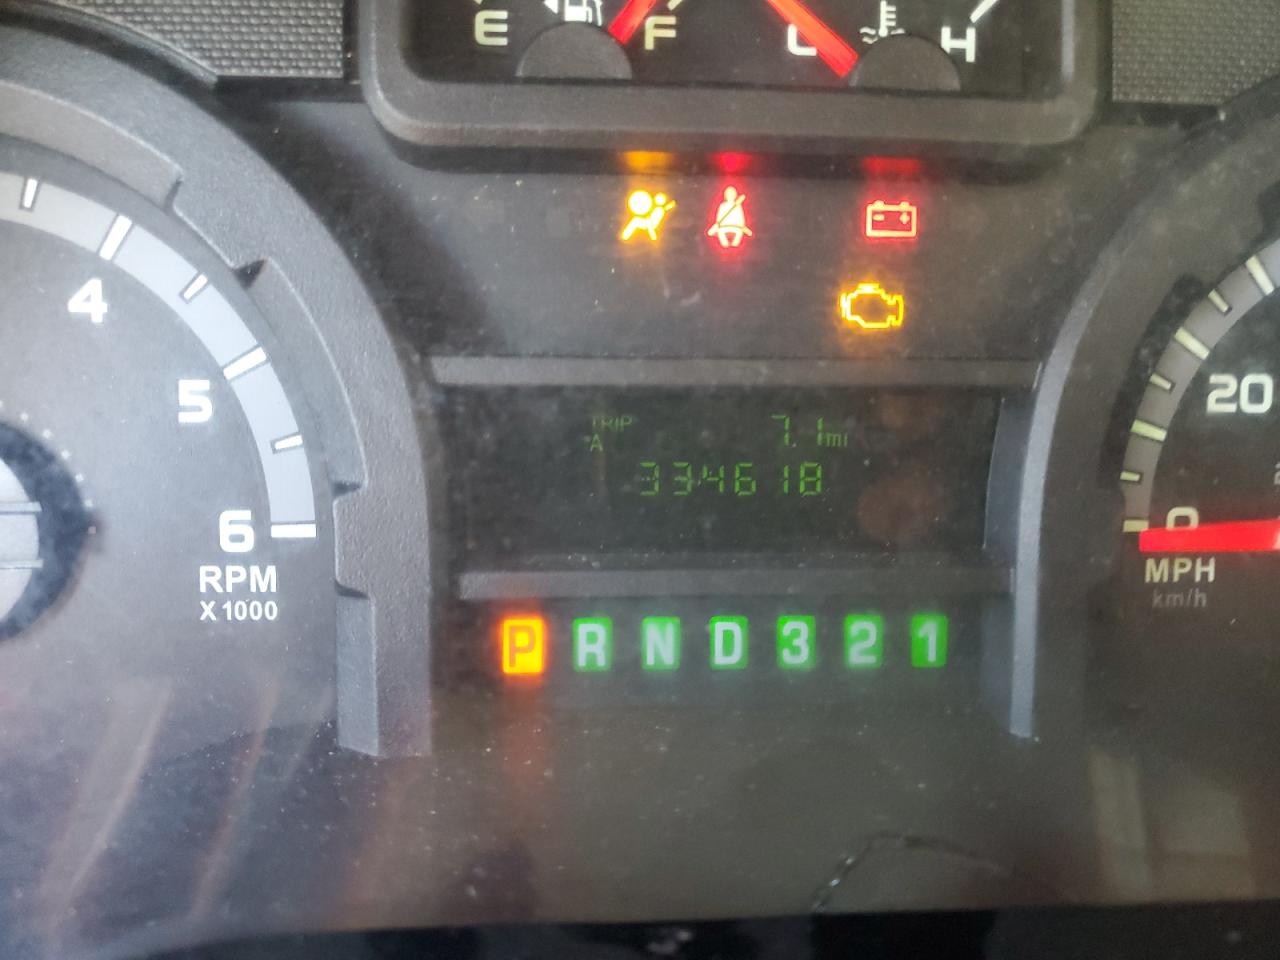 E F C H
4
5
6
RPM
X 1000
TRIP A 7.1 mi
334618
P R N D 3 2 1
20
0
MPH
km/h